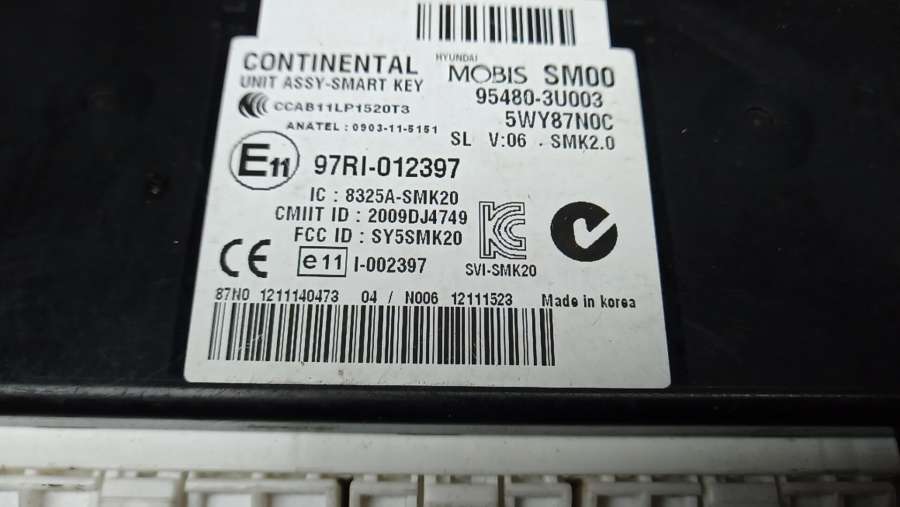 CONTINENTAL
HYUNDAI
MOBIS SM00
UNIT ASSY-SMART KEY
95480-3U003
CCAB11LP1520T3
5WY87N0C
ANATEL : 0903-11-5151
SL V:06 . SMK2.0
E11 97RI-012397
IC : 8325A-SMK20
CMIIT ID : 2009DJ4749
FCC ID : SY5SMK20
CE e11 I-002397
SVI-SMK20
87N0 1211140473 04 / N006 12111523 Made in korea